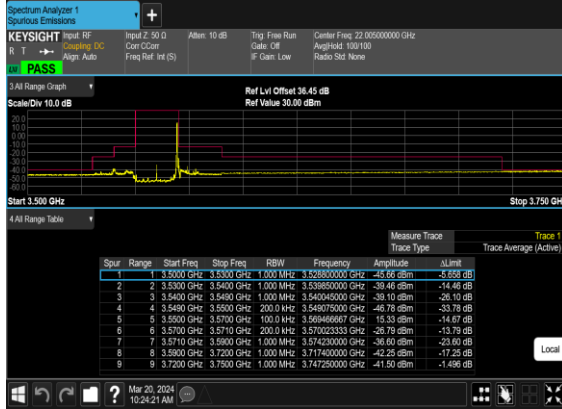 Spectrum Analyzer 1
Spurious Emissions
KEYSIGHT Input: RF Input Z: 50 Ω Atten: 10 dB Trig: Free Run Center Freq: 22.005000000 GHz
R T Coupling: DC Corr CCorr Gate: Off Avg|Hold: 100/100
Align: Auto Freq Ref: Int (S) IF Gain: Low Radio Std: None
PASS
3 All Range Graph
Ref Lvl Offset 36.45 dB
Scale/Div 10.0 dB Ref Value 30.00 dBm
20.0
10.0
0.00
-10.0
-20.0
-30.0
-40.0
-50.0
-60.0
Start 3.500 GHz Stop 3.750 GH
4 All Range Table
Measure Trace Trace 1
Trace Type Trace Average (Active)
Spur Range Start Freq Stop Freq RBW Frequency Amplitude ΔLimit
1 1 3.5000 GHz 3.5300 GHz 1.000 MHz 3.528800000 GHz -45.66 dBm -5.658 dB
2 2 3.5300 GHz 3.5400 GHz 1.000 MHz 3.539850000 GHz -39.46 dBm -14.46 dB
3 3 3.5400 GHz 3.5490 GHz 1.000 MHz 3.540045000 GHz -39.10 dBm -26.10 dB
4 4 3.5490 GHz 3.5500 GHz 200.0 kHz 3.549075000 GHz -46.78 dBm -33.78 dB
5 5 3.5500 GHz 3.5700 GHz 100.0 kHz 3.569466667 GHz 15.33 dBm -14.67 dB
6 6 3.5700 GHz 3.5710 GHz 200.0 kHz 3.570023333 GHz -26.79 dBm -13.79 dB
7 7 3.5710 GHz 3.5900 GHz 1.000 MHz 3.574230000 GHz -36.60 dBm -23.60 dB
8 8 3.5900 GHz 3.7200 GHz 1.000 MHz 3.717400000 GHz -42.25 dBm -17.25 dB
9 9 3.7200 GHz 3.7500 GHz 1.000 MHz 3.747250000 GHz -41.50 dBm -1.496 dB
Local
Mar 20, 2024
10:24:21 AM